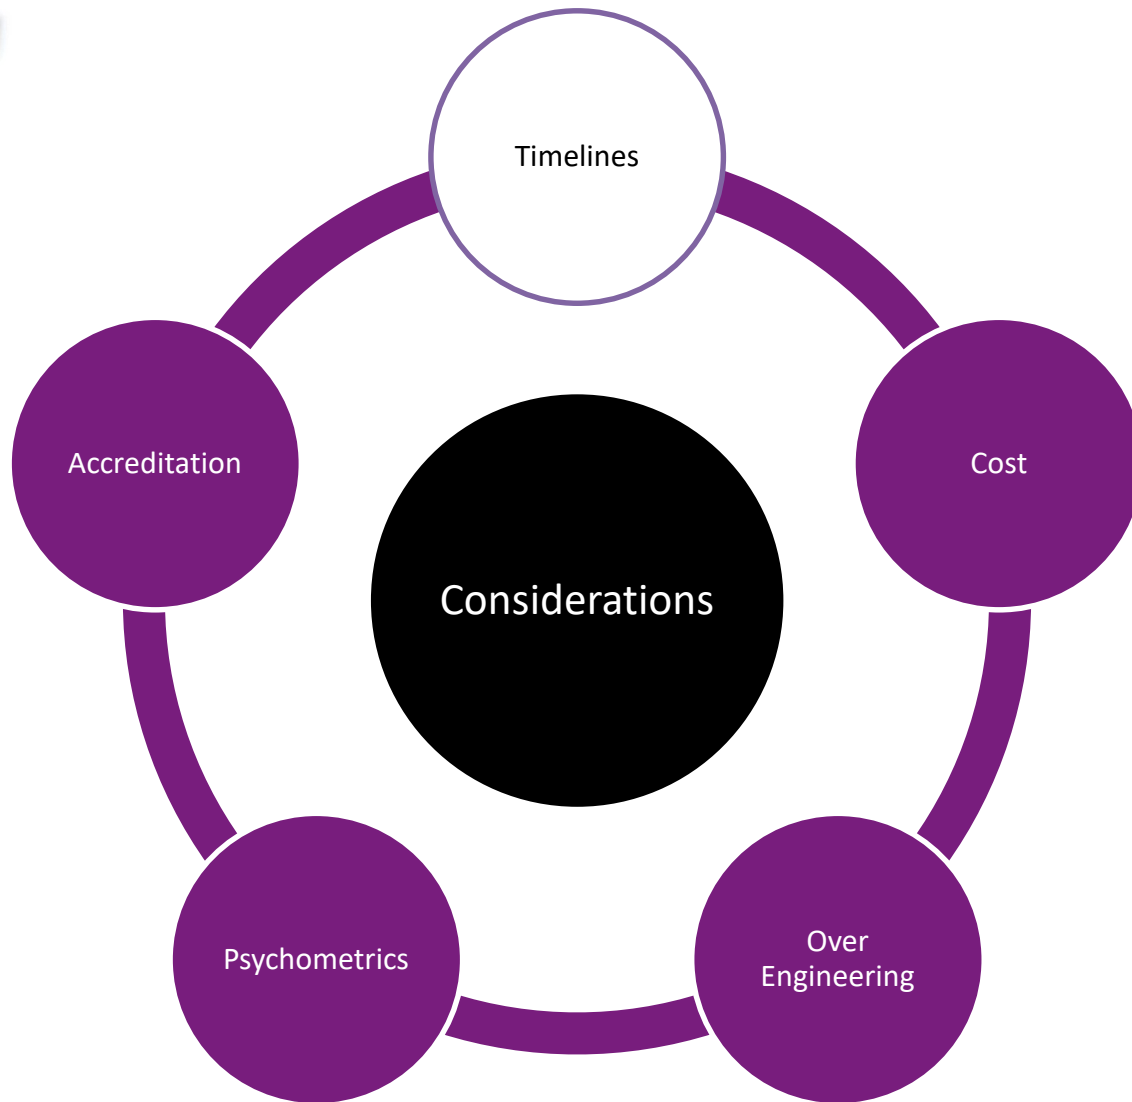 Timelines
Accreditation
Cost
Considerations
Psychometrics
Over
Engineering